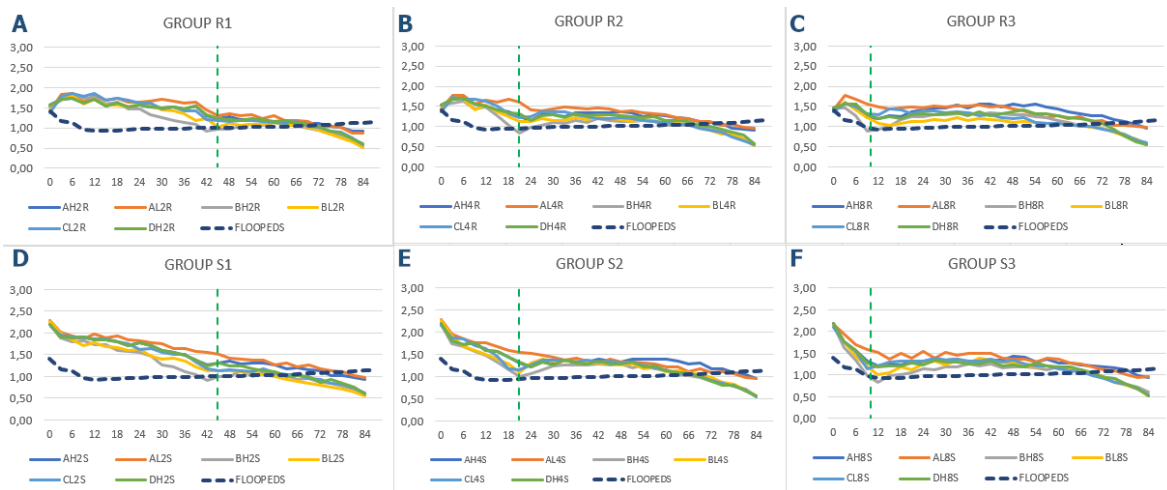 A
GROUP R1
3,00
2,50
2,00
1,50
1,00
0,50
0,00
0 6 12 18 24 30 36 42 48 54 60 66 72 78 84
AH2R AL2R BH2R BL2R
CL2R DH2R FLOOPEDS
B
GROUP R2
3,00
2,50
2,00
1,50
1,00
0,50
0,00
0 6 12 18 24 30 36 42 48 54 60 66 72 78 84
AH4R AL4R BH4R BL4R
CL4R DH4R FLOOPEDS
C
GROUP R3
3,00
2,50
2,00
1,50
1,00
0,50
0,00
0 6 12 18 24 30 36 42 48 54 60 66 72 78 84
AH8R AL8R BH8R BL8R
CL8R DH8R FLOOPEDS
D
GROUP S1
3,00
2,50
2,00
1,50
1,00
0,50
0,00
0 6 12 18 24 30 36 42 48 54 60 66 72 78 84
AH2S AL2S BH2S BL2S
CL2S DH2S FLOOPEDS
E
GROUP S2
3,00
2,50
2,00
1,50
1,00
0,50
0,00
0 6 12 18 24 30 36 42 48 54 60 66 72 78 84
AH4S AL4S BH4S BL4S
CL4S DH4S FLOOPEDS
F
GROUP S3
3,00
2,50
2,00
1,50
1,00
0,50
0,00
0 6 12 18 24 30 36 42 48 54 60 66 72 78 84
AH8S AL8S BH8S BL8S
CL8S DH8S FLOOPEDS